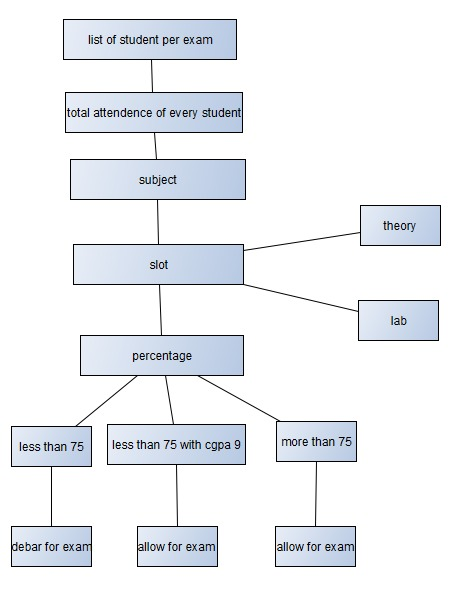 list of student per exam
total attendence of every student
subject
theory
slot
lab
percentage
less than 75
less than 75 with cgpa 9
more than 75
debar for exam
allow for exam
allow for exam